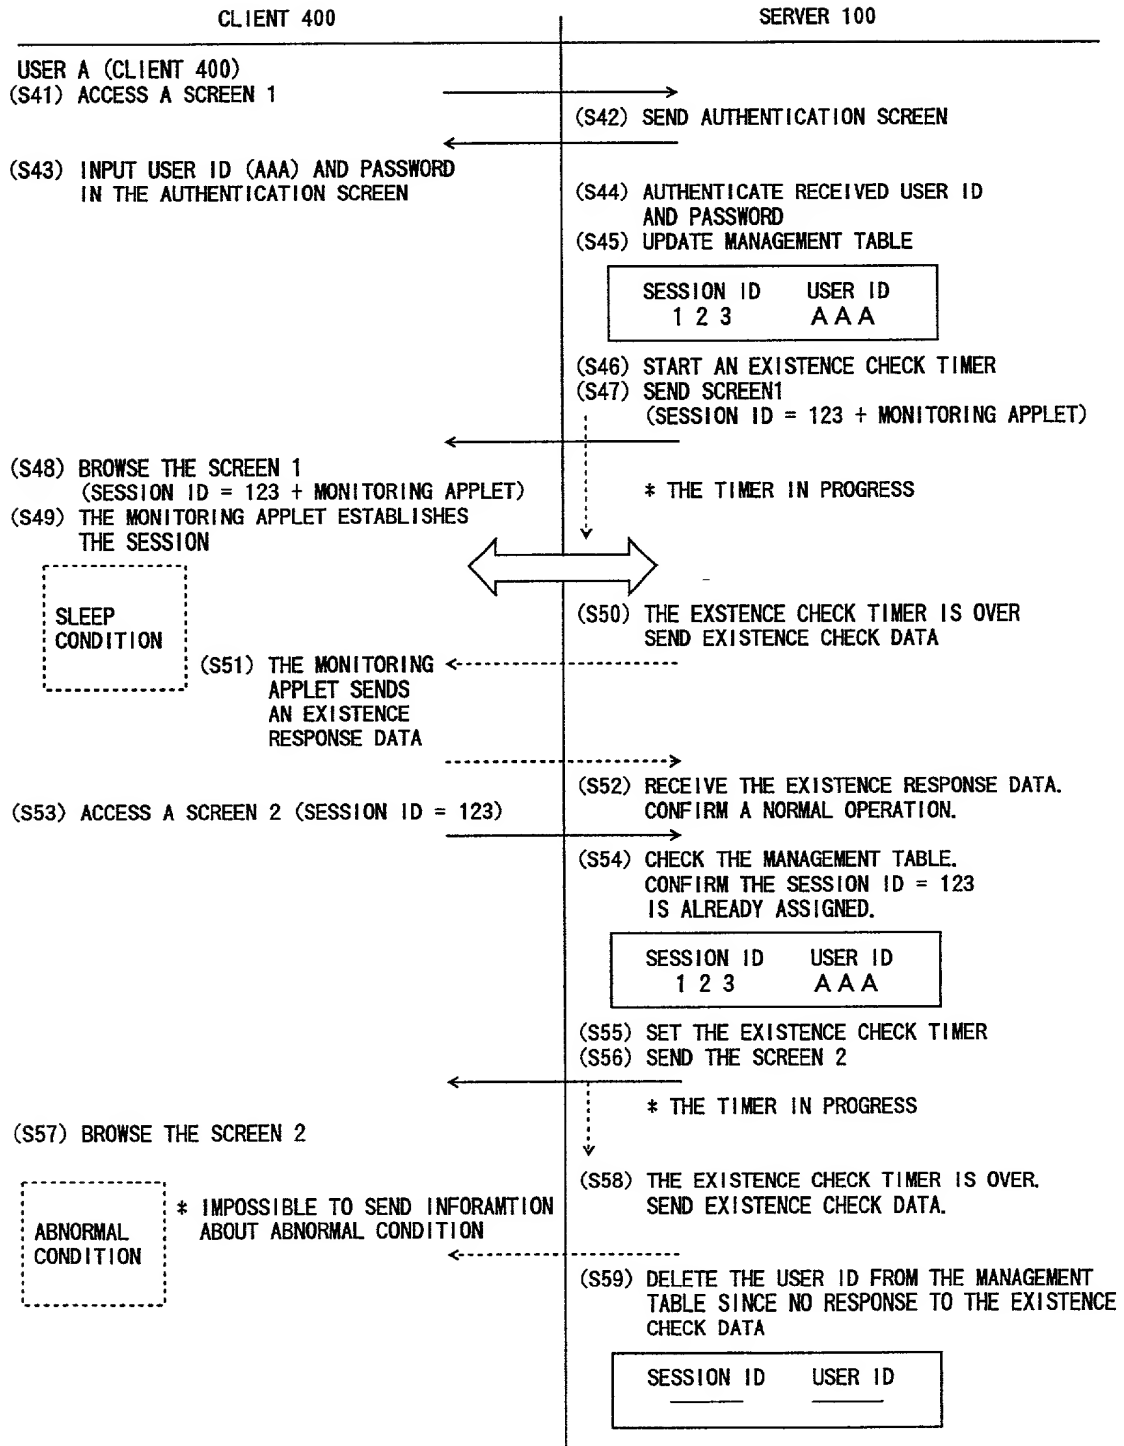 CLIENT 400
SERVER 100
USER A (CLIENT 400)
(S41) ACCESS A SCREEN 1
(S42) SEND AUTHENTICATION SCREEN
(S43) INPUT USER ID (AAA) AND PASSWORD
IN THE AUTHENTICATION SCREEN
(S44) AUTHENTICATE RECEIVED USER ID
AND PASSWORD
(S45) UPDATE MANAGEMENT TABLE
SESSION ID USER ID
1 2 3 A A A
(S46) START AN EXISTENCE CHECK TIMER
(S47) SEND SCREEN1
(SESSION ID = 123 + MONITORING APPLET)
(S48) BROWSE THE SCREEN 1
(SESSION ID = 123 + MONITORING APPLET)
* THE TIMER IN PROGRESS
(S49) THE MONITORING APPLET ESTABLISHES
THE SESSION
SLEEP
CONDITION
(S50) THE EXSTENCE CHECK TIMER IS OVER
SEND EXISTENCE CHECK DATA
(S51) THE MONITORING
APPLET SENDS
AN EXISTENCE
RESPONSE DATA
(S52) RECEIVE THE EXISTENCE RESPONSE DATA.
CONFIRM A NORMAL OPERATION.
(S53) ACCESS A SCREEN 2 (SESSION ID = 123)
(S54) CHECK THE MANAGEMENT TABLE.
CONFIRM THE SESSION ID = 123
IS ALREADY ASSIGNED.
SESSION ID USER ID
1 2 3 A A A
(S55) SET THE EXISTENCE CHECK TIMER
(S56) SEND THE SCREEN 2
* THE TIMER IN PROGRESS
(S57) BROWSE THE SCREEN 2
(S58) THE EXISTENCE CHECK TIMER IS OVER.
SEND EXISTENCE CHECK DATA.
ABNORMAL
CONDITION
* IMPOSSIBLE TO SEND INFORAMTION
ABOUT ABNORMAL CONDITION
(S59) DELETE THE USER ID FROM THE MANAGEMENT
TABLE SINCE NO RESPONSE TO THE EXISTENCE
CHECK DATA
SESSION ID USER ID